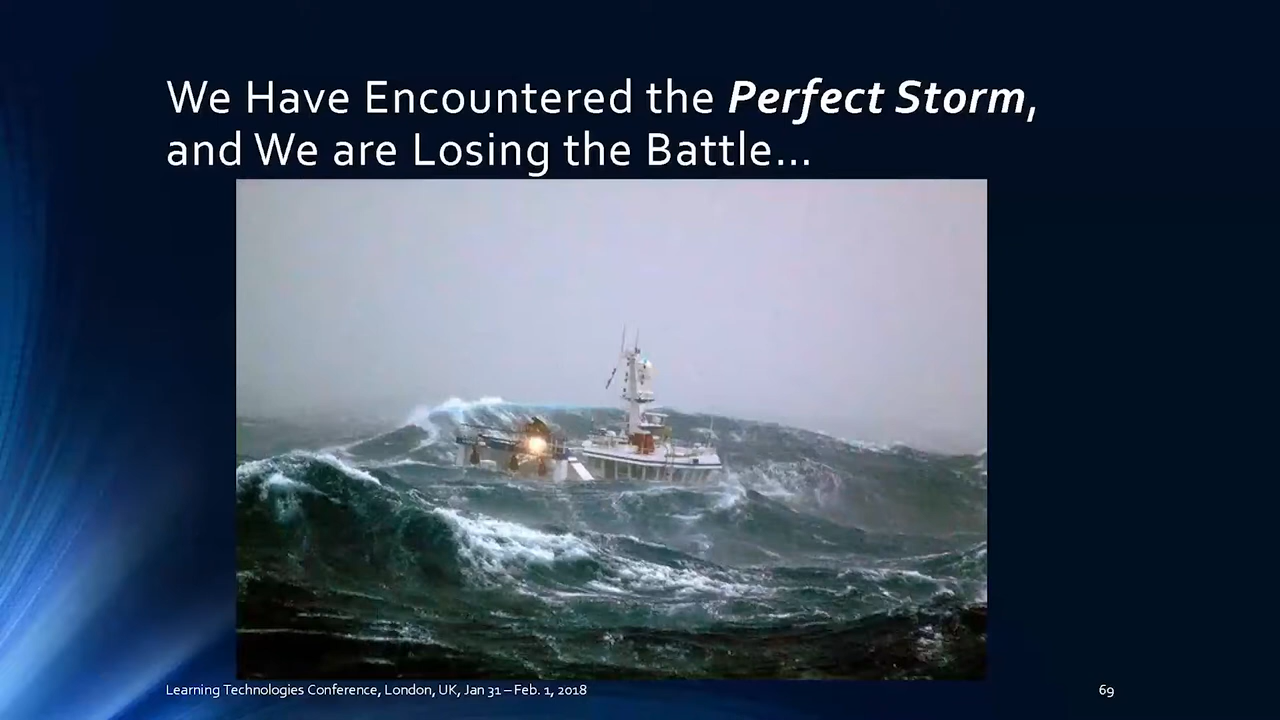 We Have Encountered the Perfect Storm,
and We are Losing the Battle...
Learning Technologies Conference, London, UK, Jan 31 – Feb. 1, 2018
69